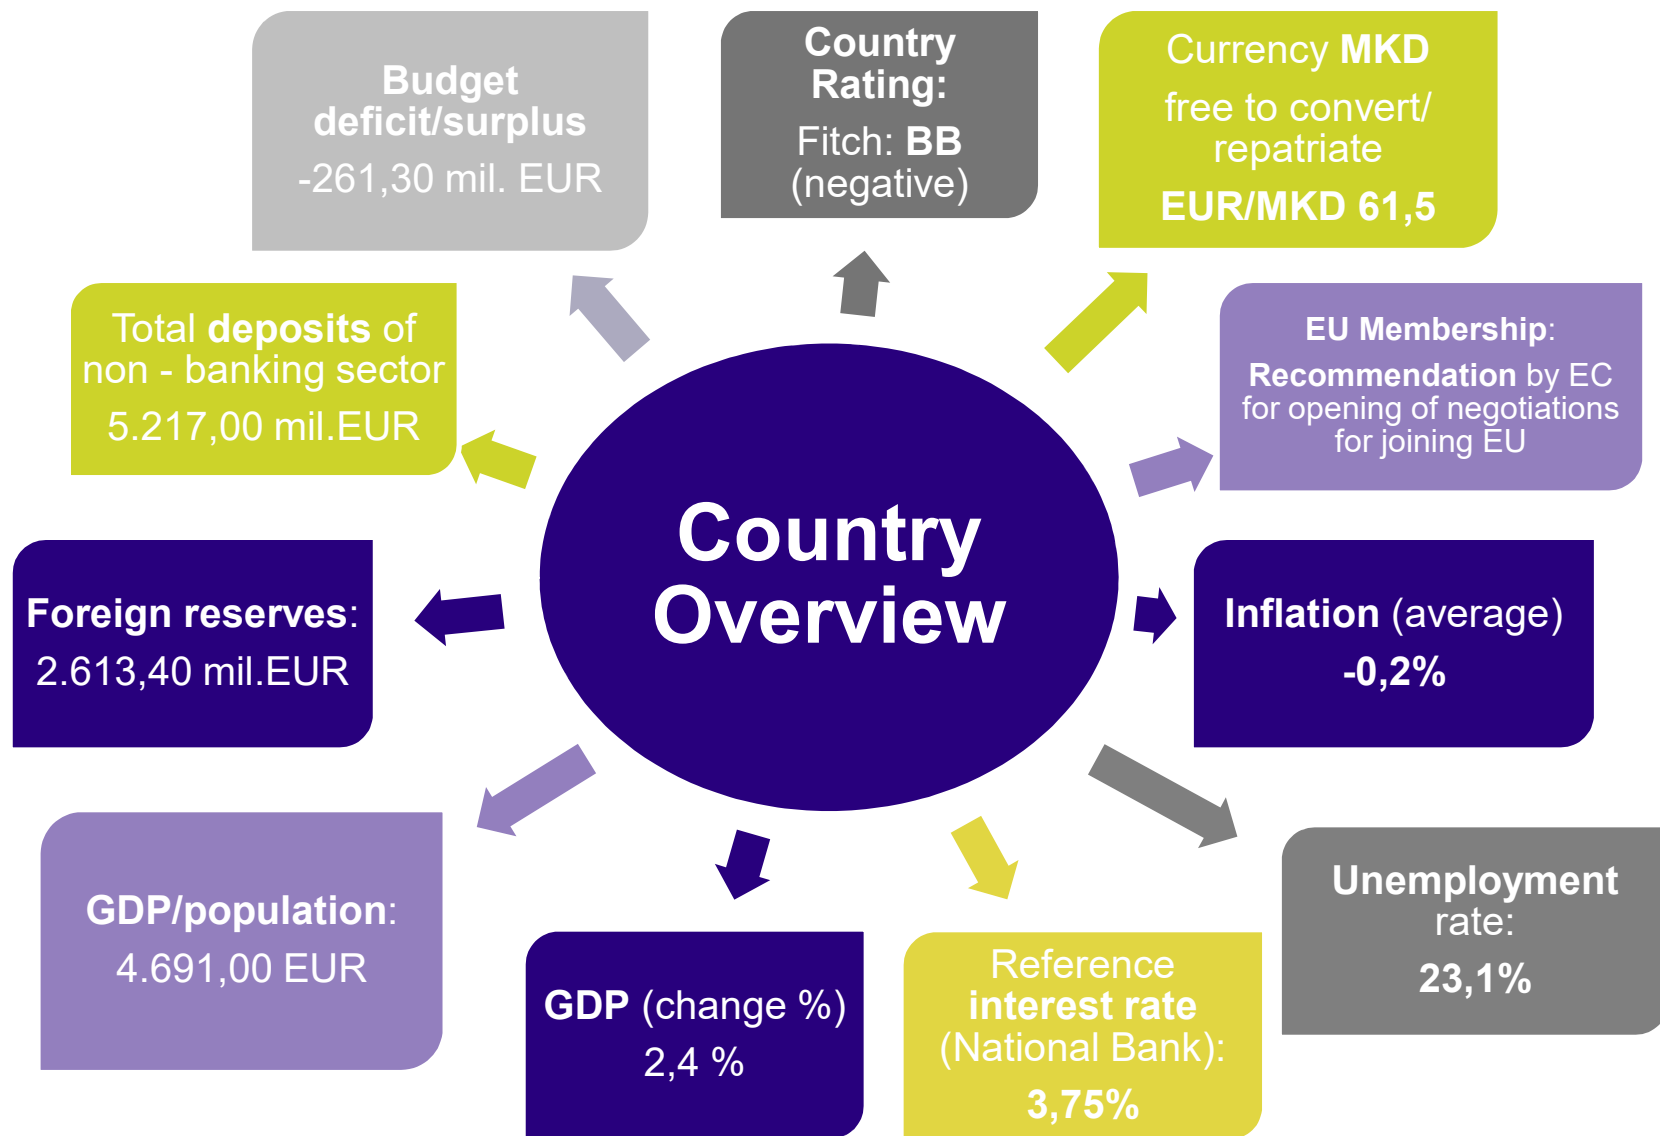 Budget
deficit/surplus
-261,30 mil. EUR
Country
Rating:
Fitch: BB
(negative)
Currency MKD
free to convert/
repatriate
EUR/MKD 61,5
Total deposits of
non - banking sector
5.217,00 mil.EUR
EU Membership:
Recommendation by EC
for opening of negotiations
for joining EU
Country
Overview
Foreign reserves:
2.613,40 mil.EUR
Inflation (average)
-0,2%
GDP/population:
4.691,00 EUR
GDP (change %)
2,4 %
Reference
interest rate
(National Bank):
3,75%
Unemployment
rate:
23,1%